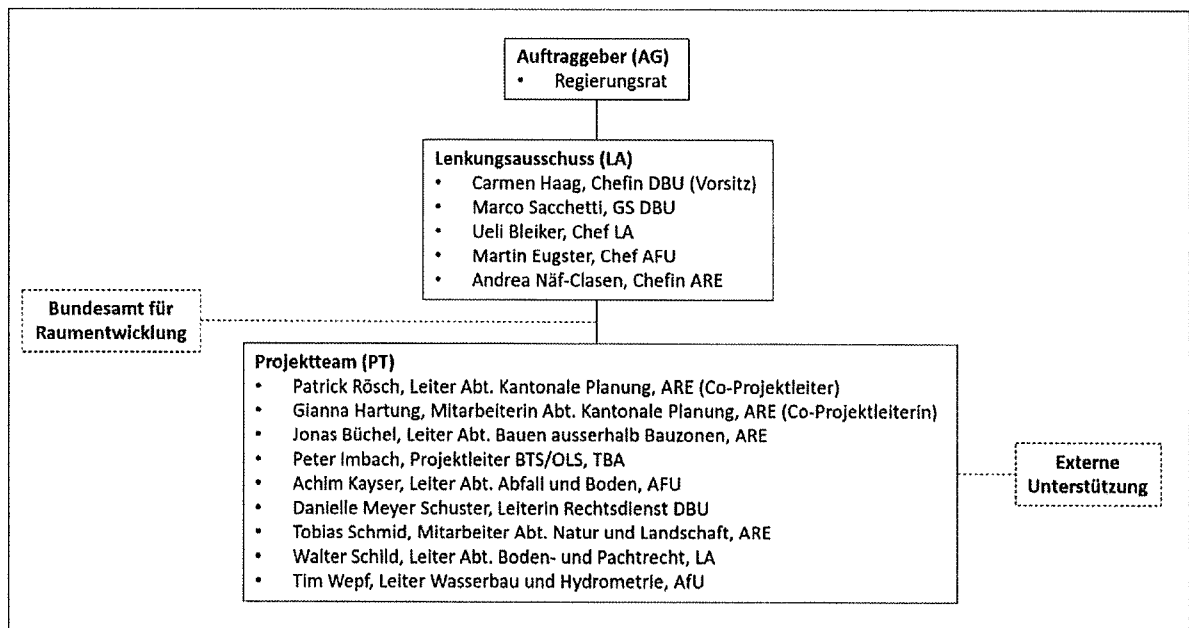 Auftraggeber (AG)
• Regierungsrat
Lenkungsausschuss (LA)
• Carmen Haag, Chefin DBU (Vorsitz)
• Marco Sacchetti, GS DBU
• Ueli Bleiker, Chef LA
• Martin Eugster, Chef AFU
• Andrea Näf-Clasen, Chefin ARE
Bundesamt für
Raumentwicklung
Projektteam (PT)
• Patrick Rösch, Leiter Abt. Kantonale Planung, ARE (Co-Projektleiter)
• Gianna Hartung, Mitarbeiterin Abt. Kantonale Planung, ARE (Co-Projektleiterin)
• Jonas Büchel, Leiter Abt. Bauen ausserhalb Bauzonen, ARE
• Peter Imbach, Projektleiter BTS/OLS, TBA
• Achim Kayser, Leiter Abt. Abfall und Boden, AFU
• Danielle Meyer Schuster, Leiterin Rechtsdienst DBU
• Tobias Schmid, Mitarbeiter Abt. Natur und Landschaft, ARE
• Walter Schild, Leiter Abt. Boden- und Pachtrecht, LA
• Tim Wepf, Leiter Wasserbau und Hydrometrie, AfU
Externe
Unterstützung